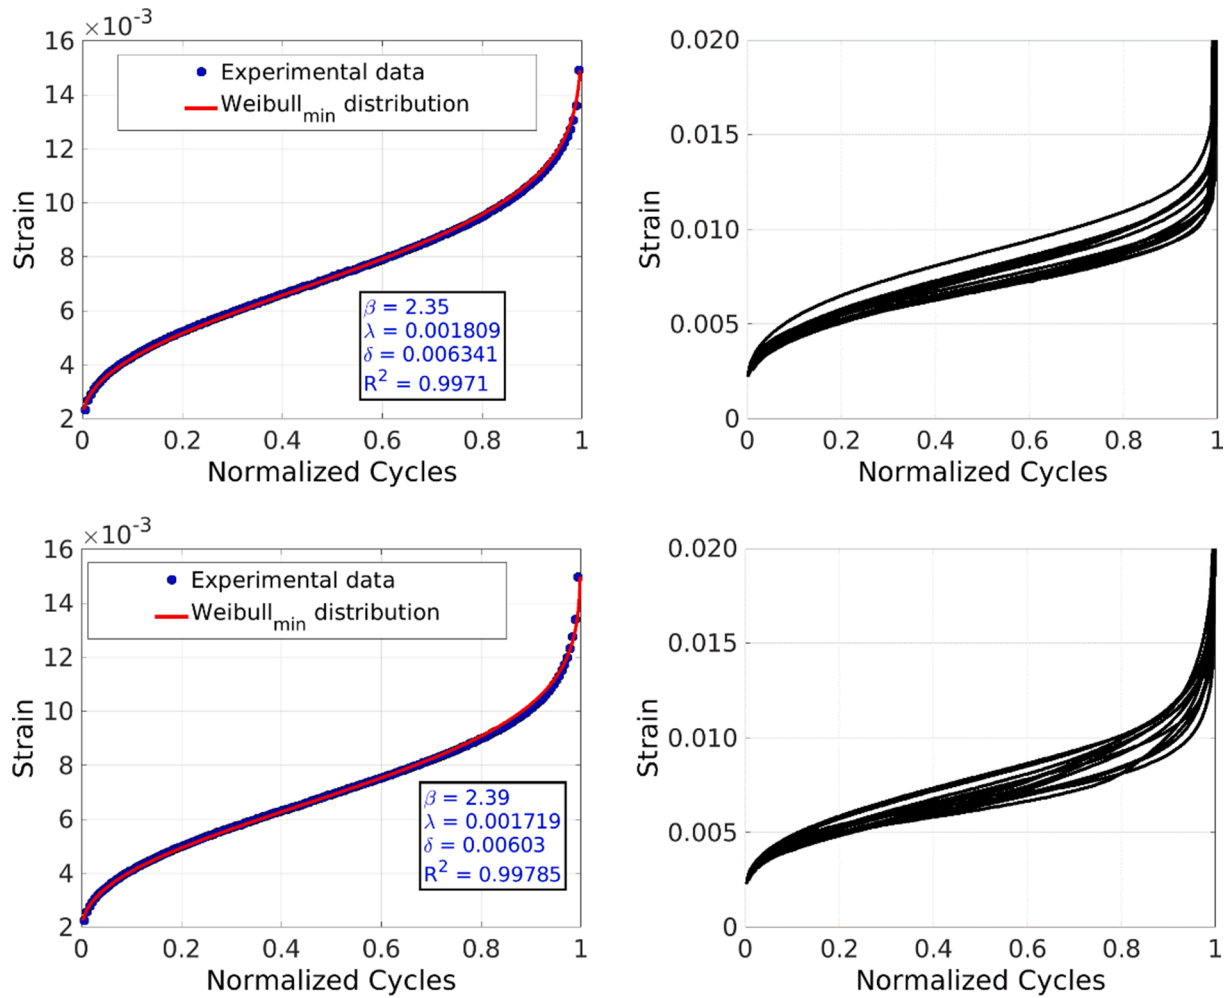 ×10-3
16
14
12
10
8
6
4
2
Strain
Experimental data
Weibullmin distribution
β = 2.35
λ = 0.001809
δ = 0.006341
R2 = 0.9971
0 0.2 0.4 0.6 0.8 1
Normalized Cycles
0.020
0.015
0.010
0.005
0
Strain
0 0.2 0.4 0.6 0.8 1
Normalized Cycles
×10-3
16
14
12
10
8
6
4
2
Strain
Experimental data
Weibullmin distribution
β = 2.39
λ = 0.001719
δ = 0.00603
R2 = 0.99785
0 0.2 0.4 0.6 0.8 1
Normalized Cycles
0.020
0.015
0.010
0.005
0
Strain
0 0.2 0.4 0.6 0.8 1
Normalized Cycles